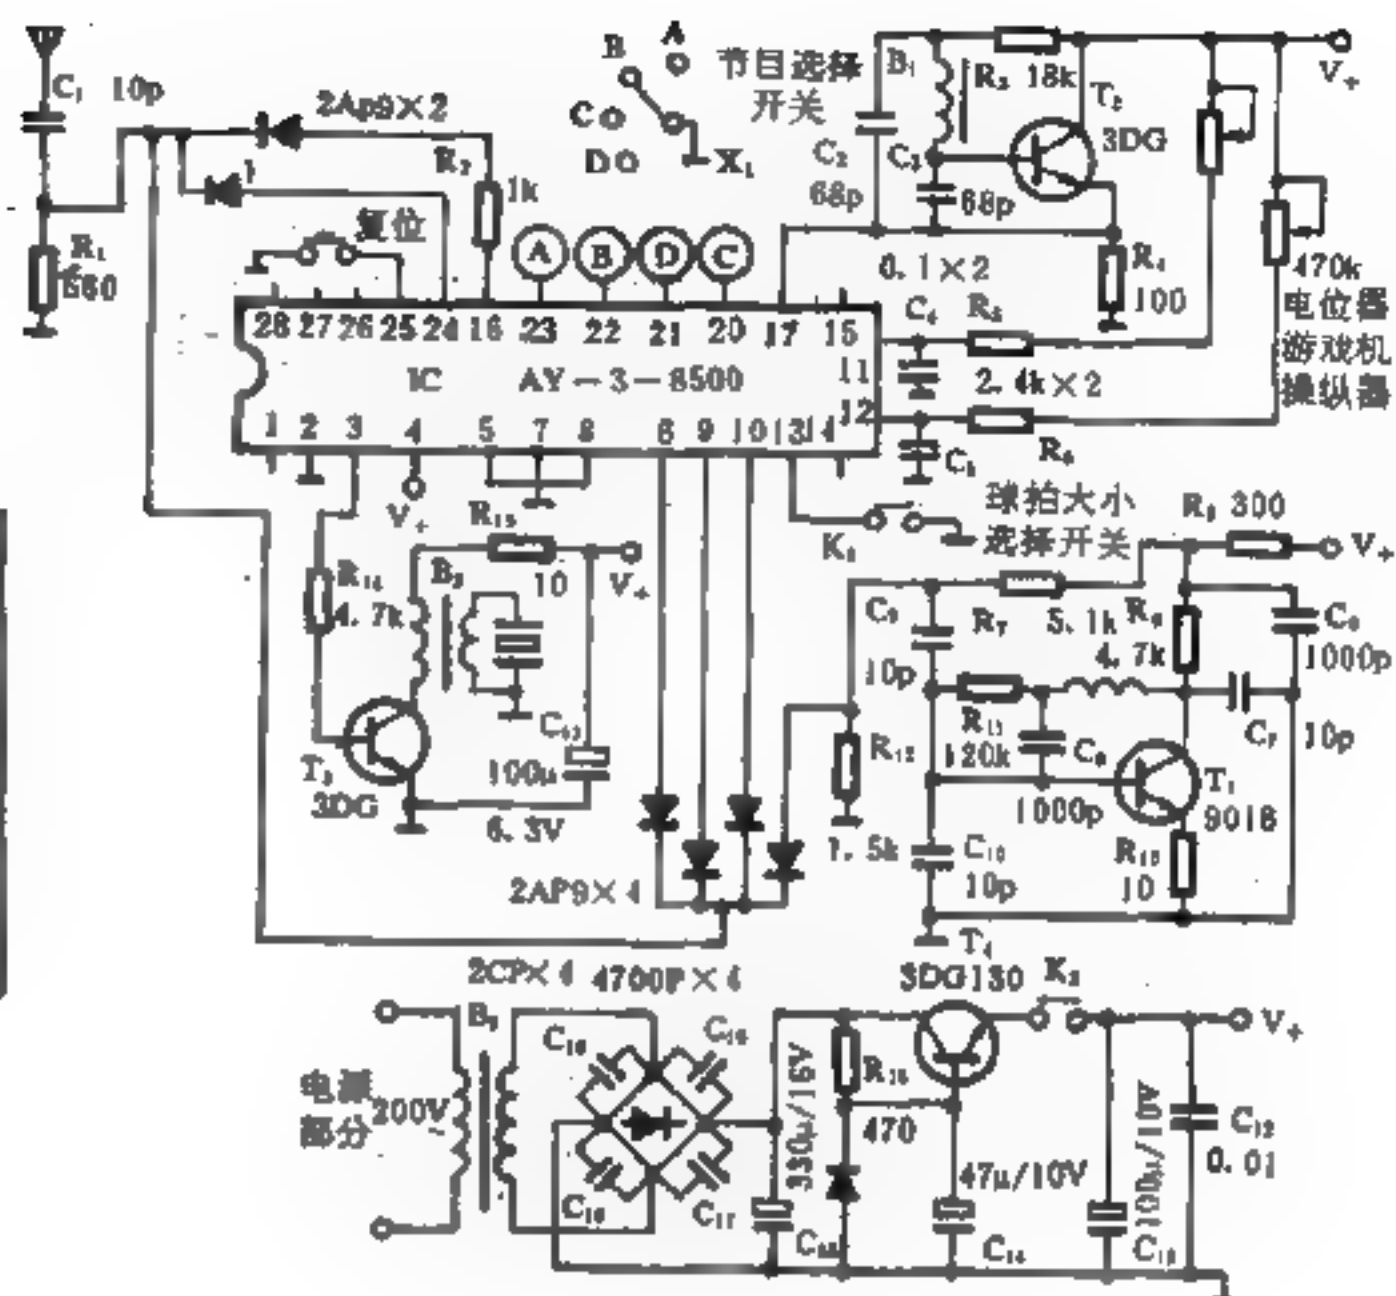 A
B
节目选择
开关
C
D
X₁
C₁ 10p
2Ap9×2
R₂
1k
复位
R₁
680
B₁
R₃ 18k
T₂
3DG
V₊
C₂
68p
C₃
68p
0.1×2
R₄
100
470k
电位器
游戏机
操纵器
A B D C
28 27 26 25 24 16 23 22 21 20 17 15
IC AY-3-8500
11
12
1 2 3 4 5 7 8 6 9 10 13 14
C₄ R₅
2.4k×2
C₅ R₆
V₊
R₁₅
10
V₊
B₂
4.7k
T₃
3DG
100μ
6.3V
球拍大小
选择开关
K₁
300
V₊
C₉
10p
R₇ 5.1k
4.7k
1000p
R₁₁
120k
C₈
1000p
C₇ 10p
T₁
9018
R₁₂
1.5k
C₁₀
10p
R₁₀
10
2AP9×4
2CP×4 4700P×4
T₄
3DG130
K₂
V₊
电源
部分
200V
~
C₁₇
330μ/16V
470
47μ/10V
C₁₄
100μ/10V
C₁₃
C₁₂
0.01